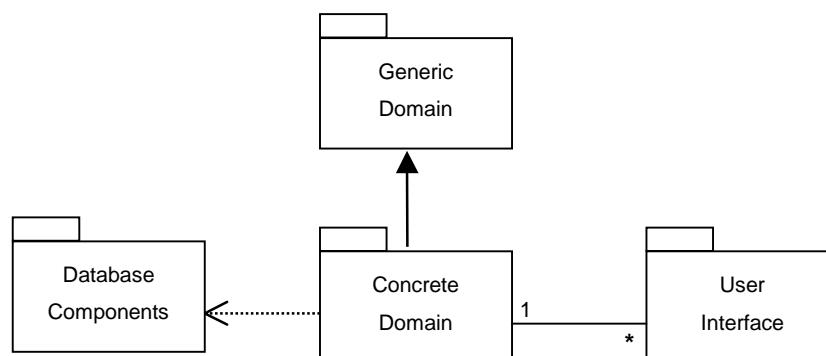 Generic
Domain
Database
Components
Concrete
Domain
1
*
User
Interface